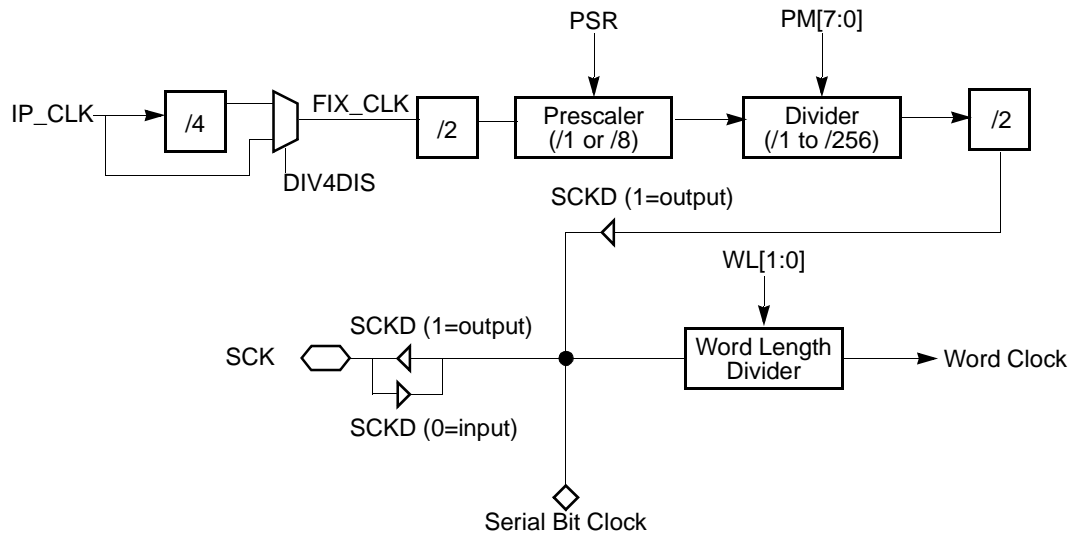 PSR
PM[7:0]
IP_CLK
/4
FIX_CLK
/2
Prescaler
(/1 or /8)
Divider
(/1 to /256)
/2
DIV4DIS
SCKD (1=output)
WL[1:0]
SCKD (1=output)
SCK
Word Length
Divider
Word Clock
SCKD (0=input)
Serial Bit Clock